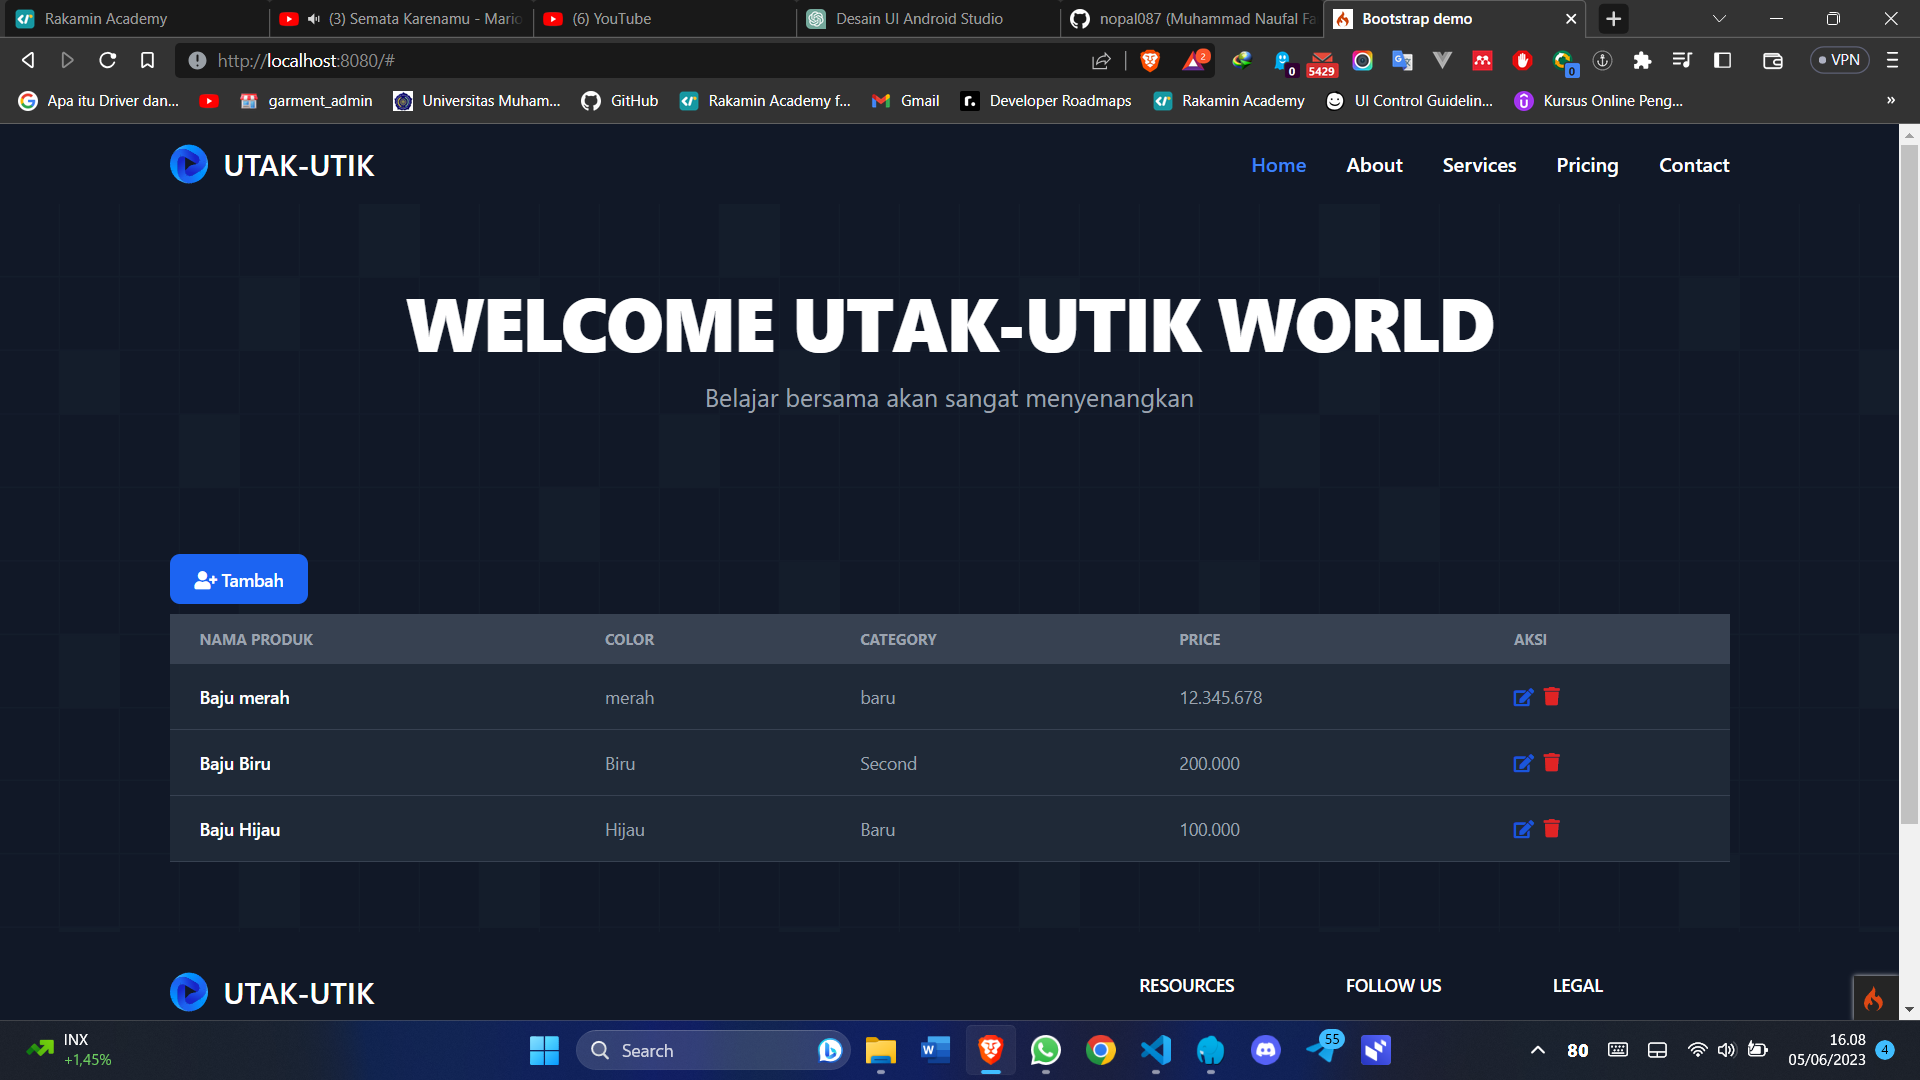 Rakamin Academy
(3) Semata Karenamu - Mario
(6) YouTube
Desain UI Android Studio
nopal087 (Muhammad Naufal Fa
Bootstrap demo
http://localhost:8080/#
2
0
5429
0
VPN
Apa itu Driver dan...
garment_admin
Universitas Muham...
GitHub
Rakamin Academy f...
Gmail
Developer Roadmaps
Rakamin Academy
UI Control Guidelin...
Kursus Online Peng...
»
UTAK-UTIK
Home About Services Pricing Contact
WELCOME UTAK-UTIK WORLD
Belajar bersama akan sangat menyenangkan
Tambah
NAMA PRODUK COLOR CATEGORY PRICE AKSI
Baju merah merah baru 12.345.678
Baju Biru Biru Second 200.000
Baju Hijau Hijau Baru 100.000
UTAK-UTIK
RESOURCES FOLLOW US LEGAL
INX
+1,45%
Search
55
80
16.08
05/06/2023
4